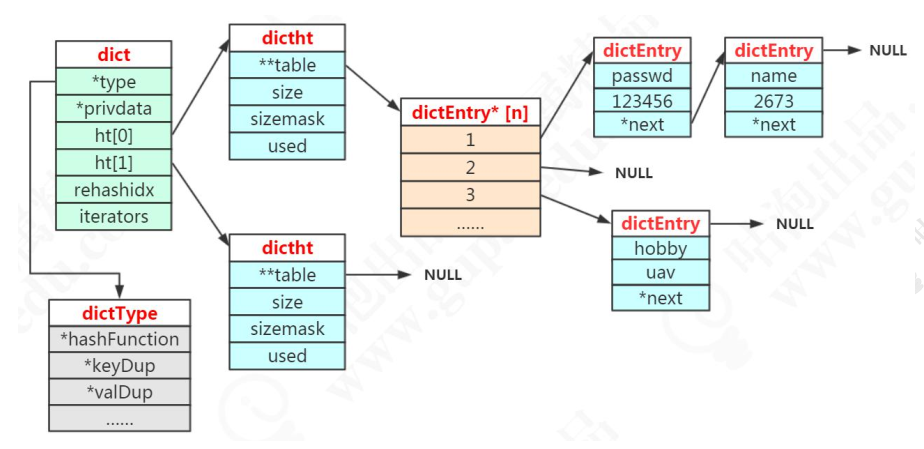 dict
*type
*privdata
ht[0]
ht[1]
rehashidx
iterators
dictType
*hashFunction
*keyDup
*valDup
......
dictht
**table
size
sizemask
used
dictht
**table
size
sizemask
used
NULL
dictEntry* [n]
1
2
3
......
dictEntry
passwd
123456
*next
dictEntry
name
2673
*next
NULL
NULL
dictEntry
hobby
uav
*next
NULL